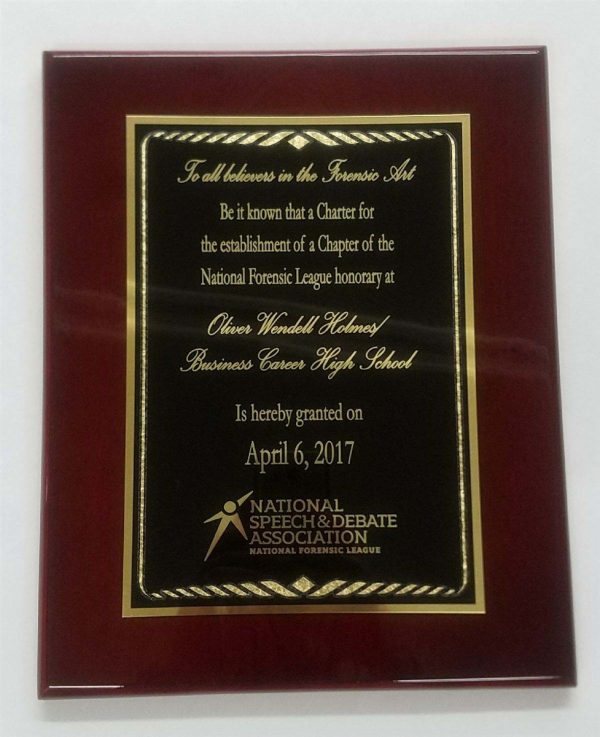 To all believers in the Forensic Art
Be it known that a Charter for
the establishment of a Chapter of the
National Forensic League honorary at
Oliver Wendell Holmes/
Business Career High School
Is hereby granted on
April 6, 2017
NATIONAL
SPEECH & DEBATE
ASSOCIATION
NATIONAL FORENSIC LEAGUE